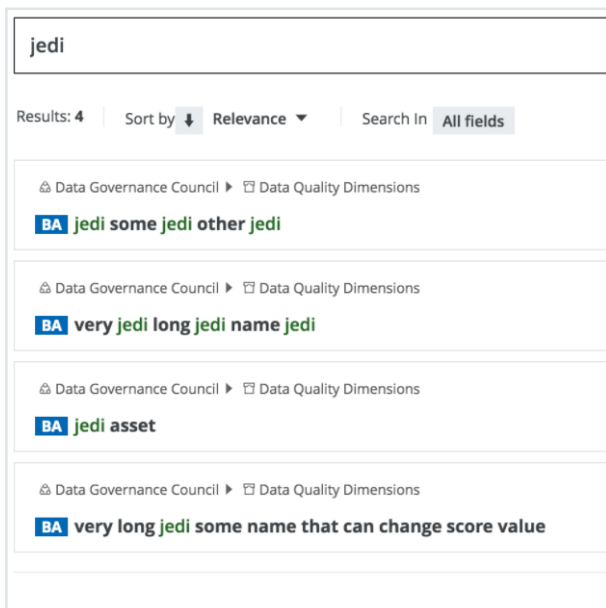 jedi
Results: 4 Sort by Relevance Search In All fields
Data Governance Council Data Quality Dimensions
BA jedi some jedi other jedi
Data Governance Council Data Quality Dimensions
BA very jedi long jedi name jedi
Data Governance Council Data Quality Dimensions
BA jedi asset
Data Governance Council Data Quality Dimensions
BA very long jedi some name that can change score value